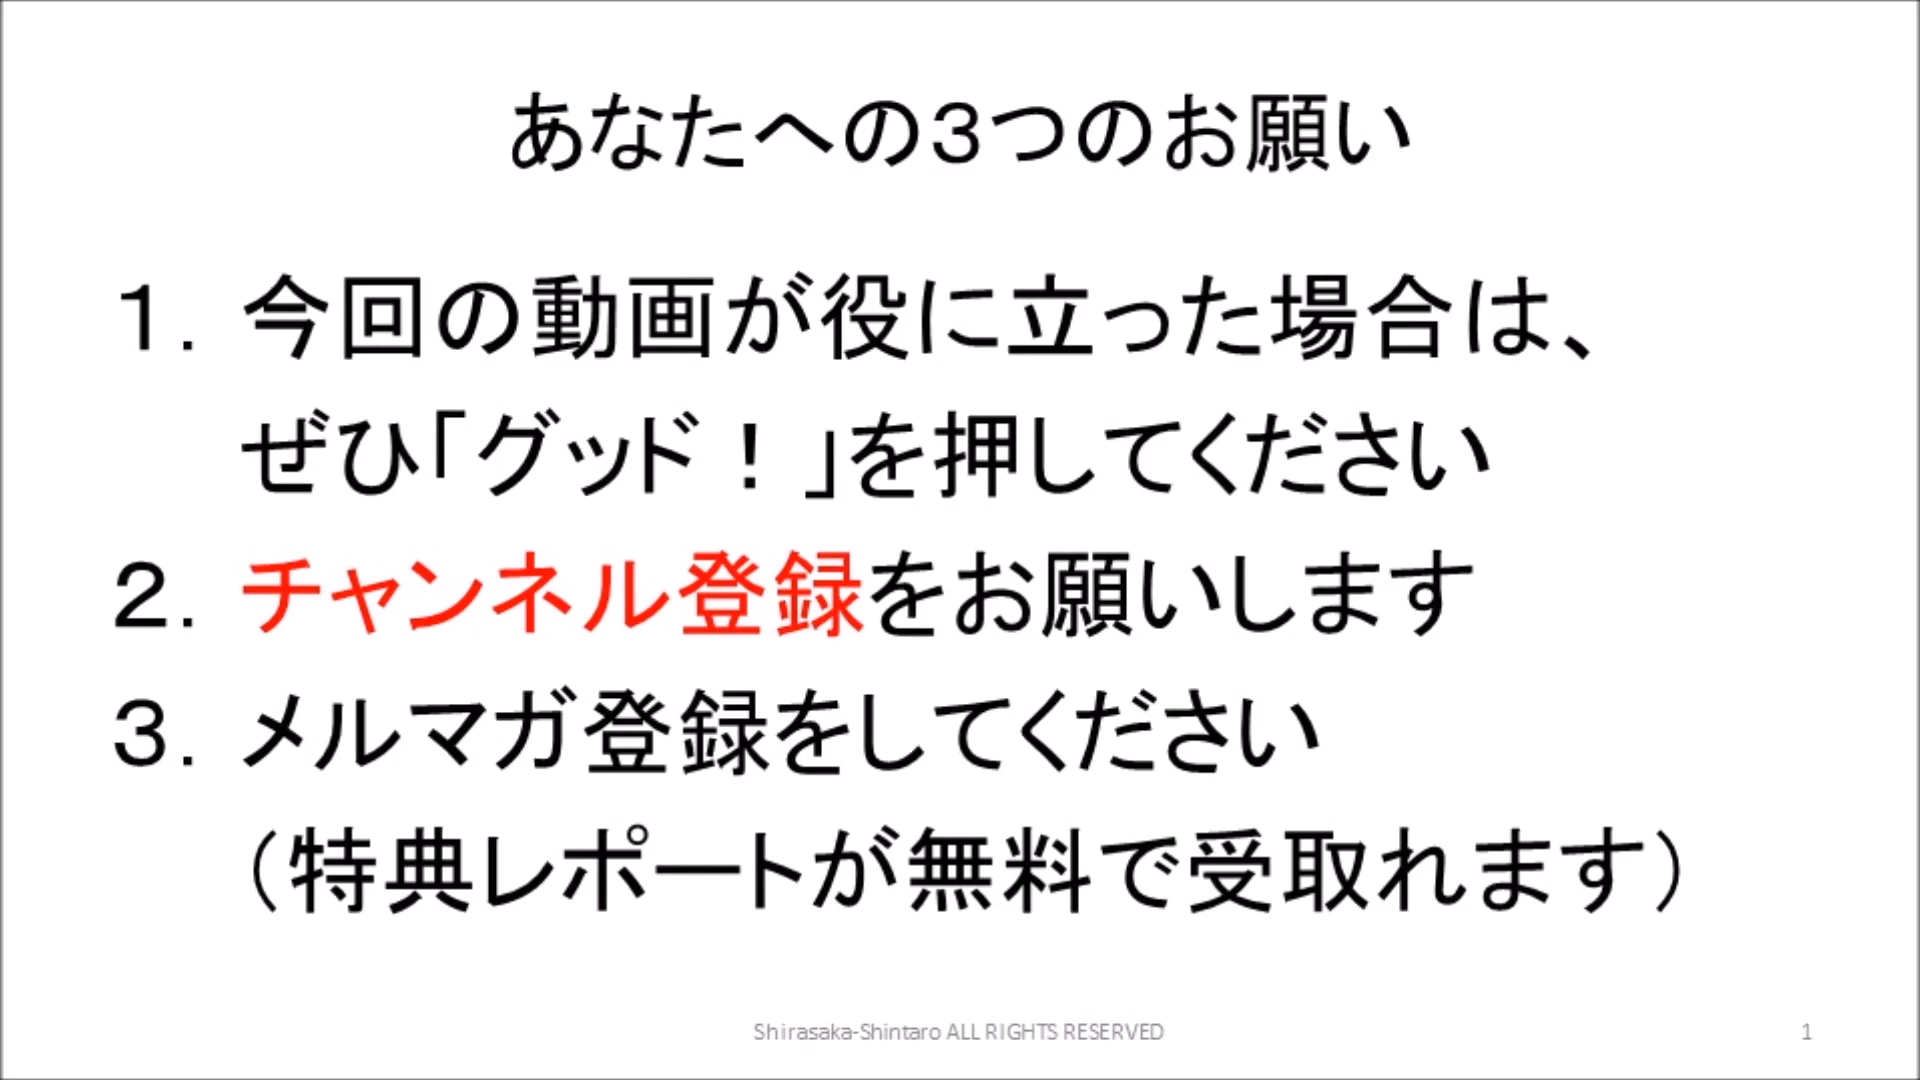 あなたへの３つのお願い
１．今回の動画が役に立った場合は、
ぜひ「グッド！」を押してください
２．チャンネル登録をお願いします
３．メルマガ登録をしてください
（特典レポートが無料で受取れます）
Shirasaka-Shintaro ALL RIGHTS RESERVED
1